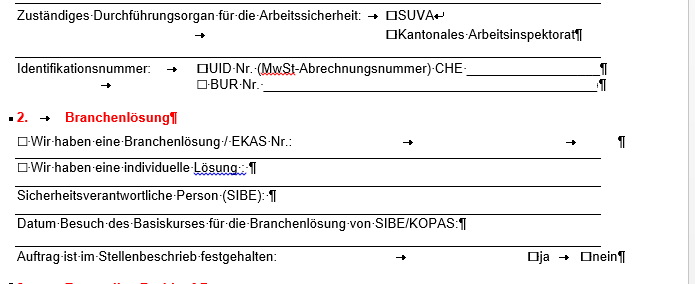 Zuständiges Durchführungsorgan für die Arbeitssicherheit: → ☐SUVA↵
→ ☐Kantonales Arbeitsinspektorat¶
Identifikationsnummer: → ☐UID-Nr. (MwSt-Abrechnungsnummer) CHE ____________________¶
→ ☐ BUR-Nr. ____________________¶
2. → Branchenlösung¶
☐ Wir haben eine Branchenlösung / EKAS-Nr.: → → ¶
☐ Wir haben eine individuelle Lösung : ¶
Sicherheitsverantwortliche Person (SIBE): ¶
Datum Besuch des Basiskurses für die Branchenlösung von SIBE/KOPAS:¶
Auftrag ist im Stellenbeschrieb festgehalten: → ☐ja → ☐nein¶